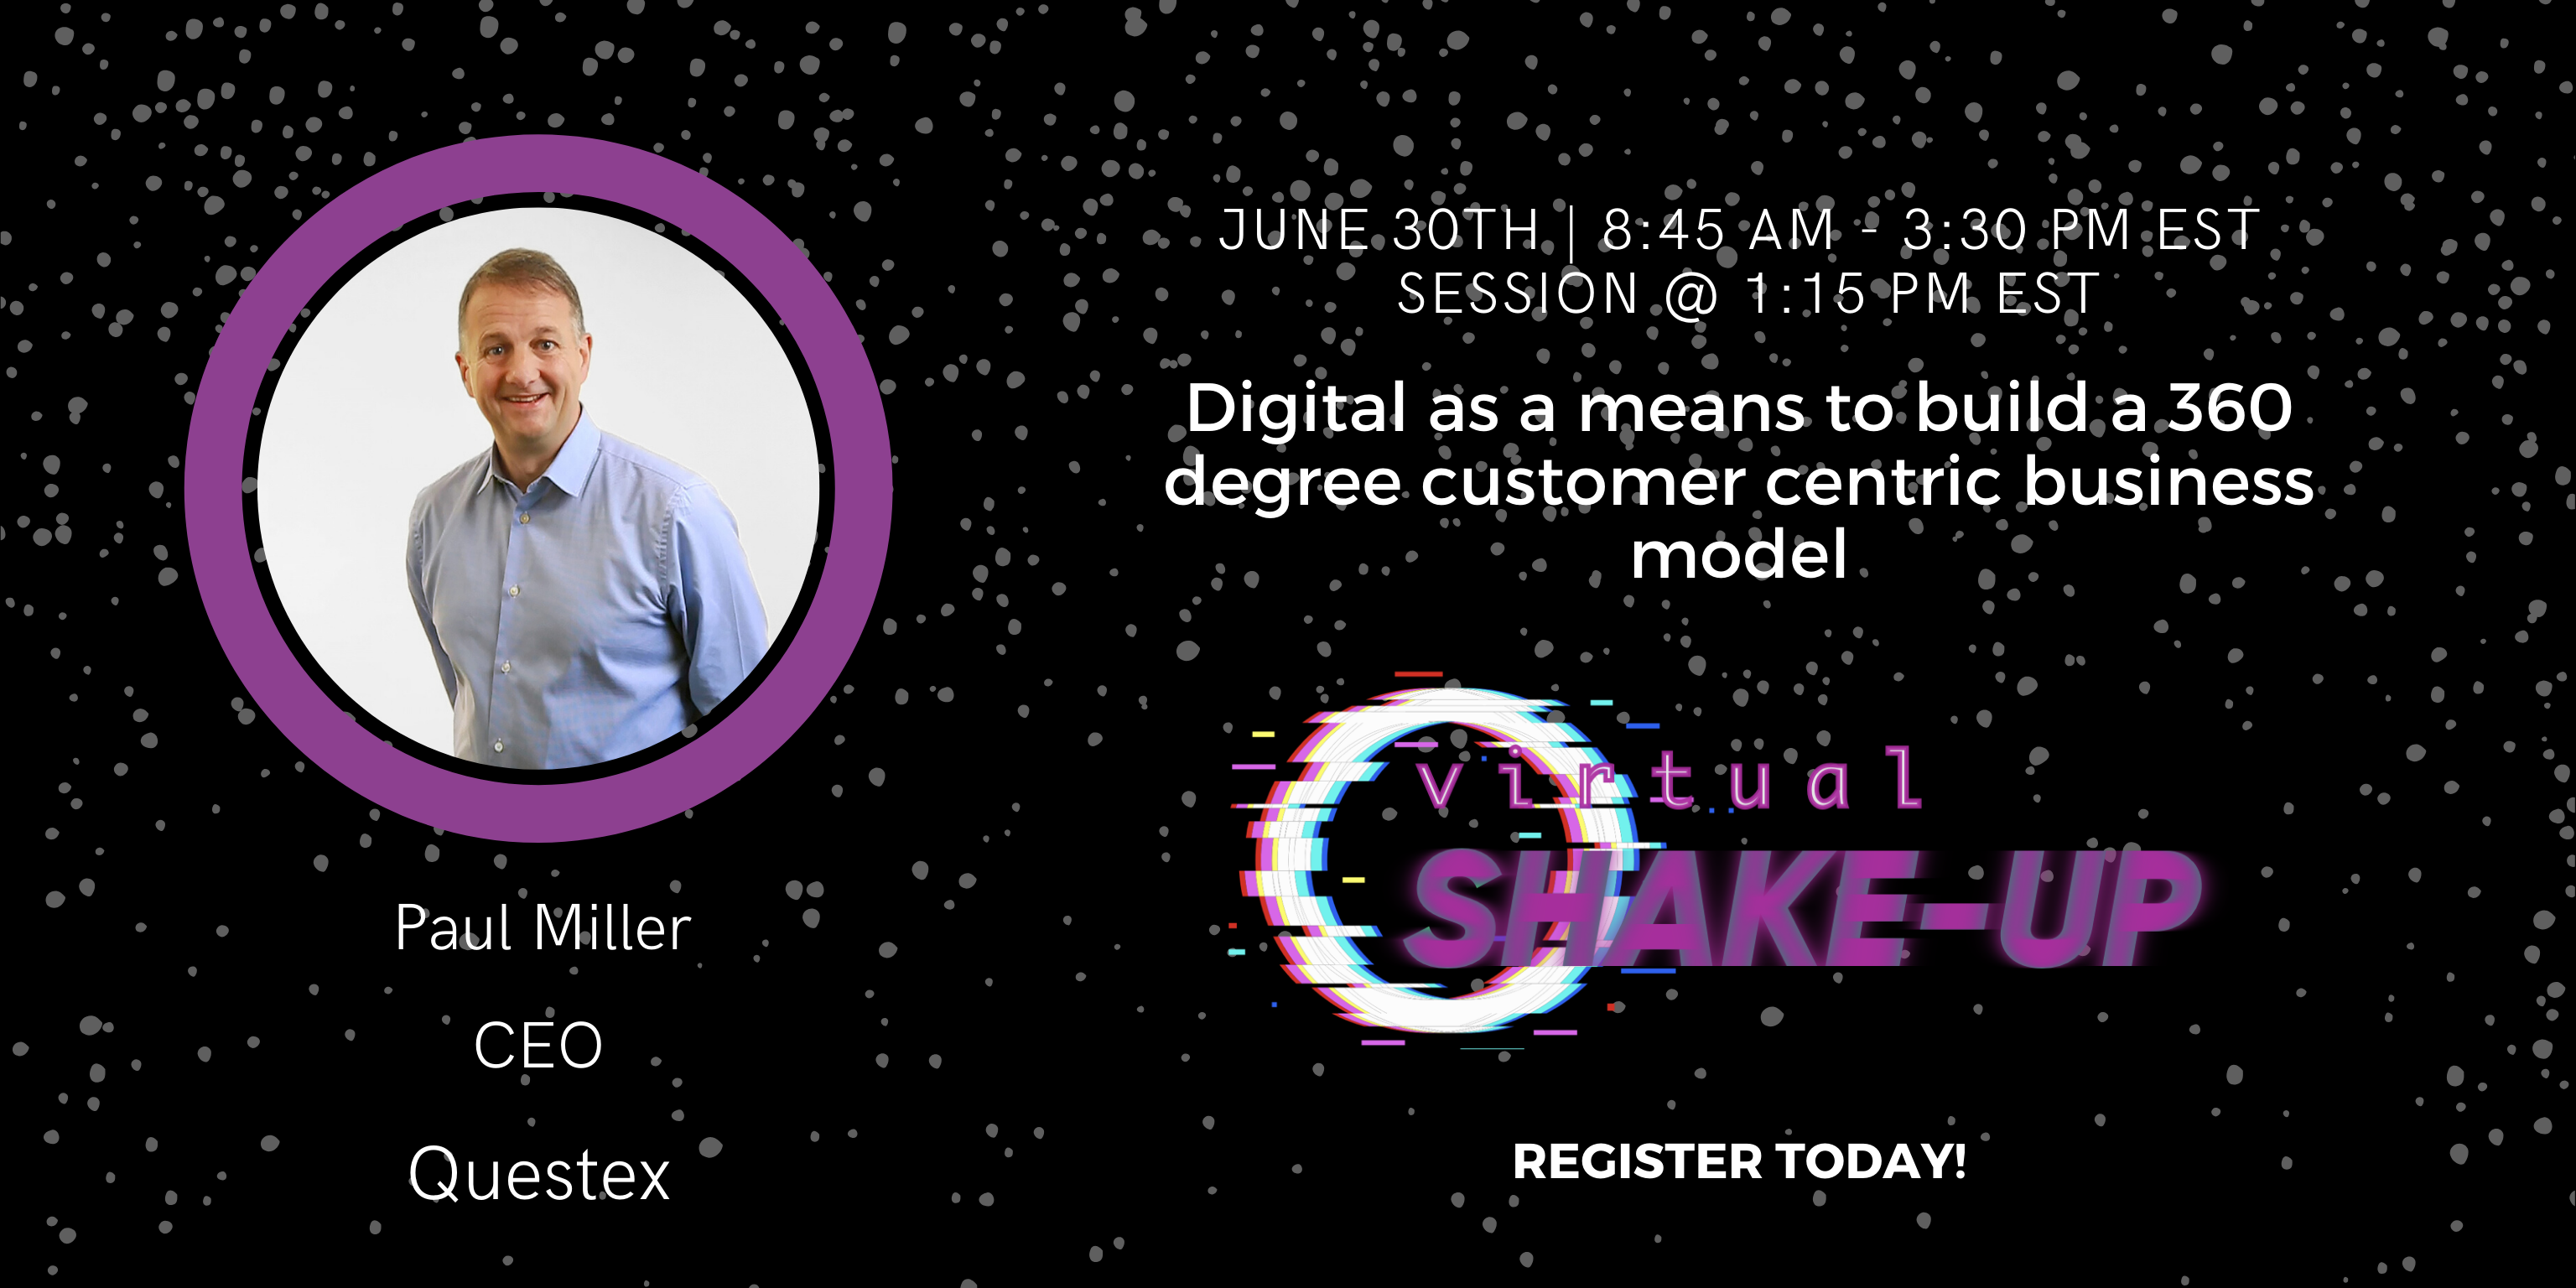 JUNE 30TH | 8:45 AM - 3:30 PM EST
SESSION @ 1:15 PM EST
Digital as a means to build a 360
degree customer centric business
model
virtual
SHAKE-UP
REGISTER TODAY!
Paul Miller
CEO
Questex